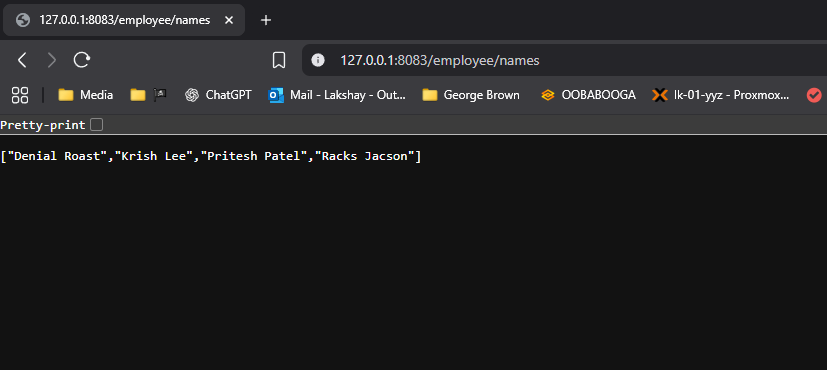 127.0.0.1:8083/employee/names
127.0.0.1:8083/employee/names
Media ChatGPT Mail - Lakshay - Out... George Brown OOBABOOGA lk-01-yyz - Proxmox...
Pretty-print
["Denial Roast","Krish Lee","Pritesh Patel","Racks Jacson"]